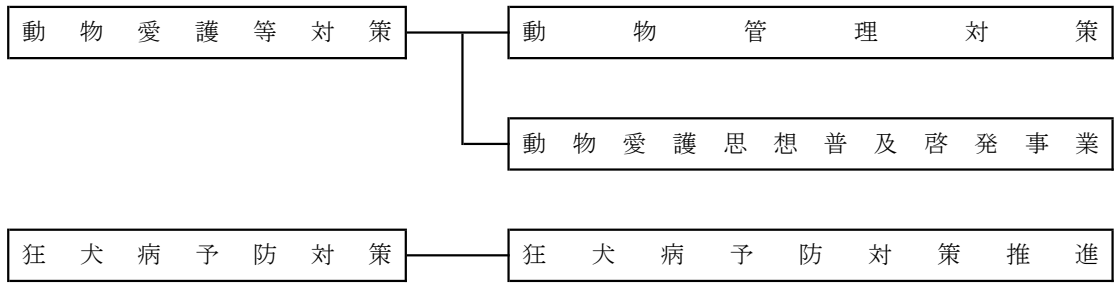 動物愛護等対策
動物管理対策
動物愛護思想普及啓発事業
狂犬病予防対策
狂犬病予防対策推進